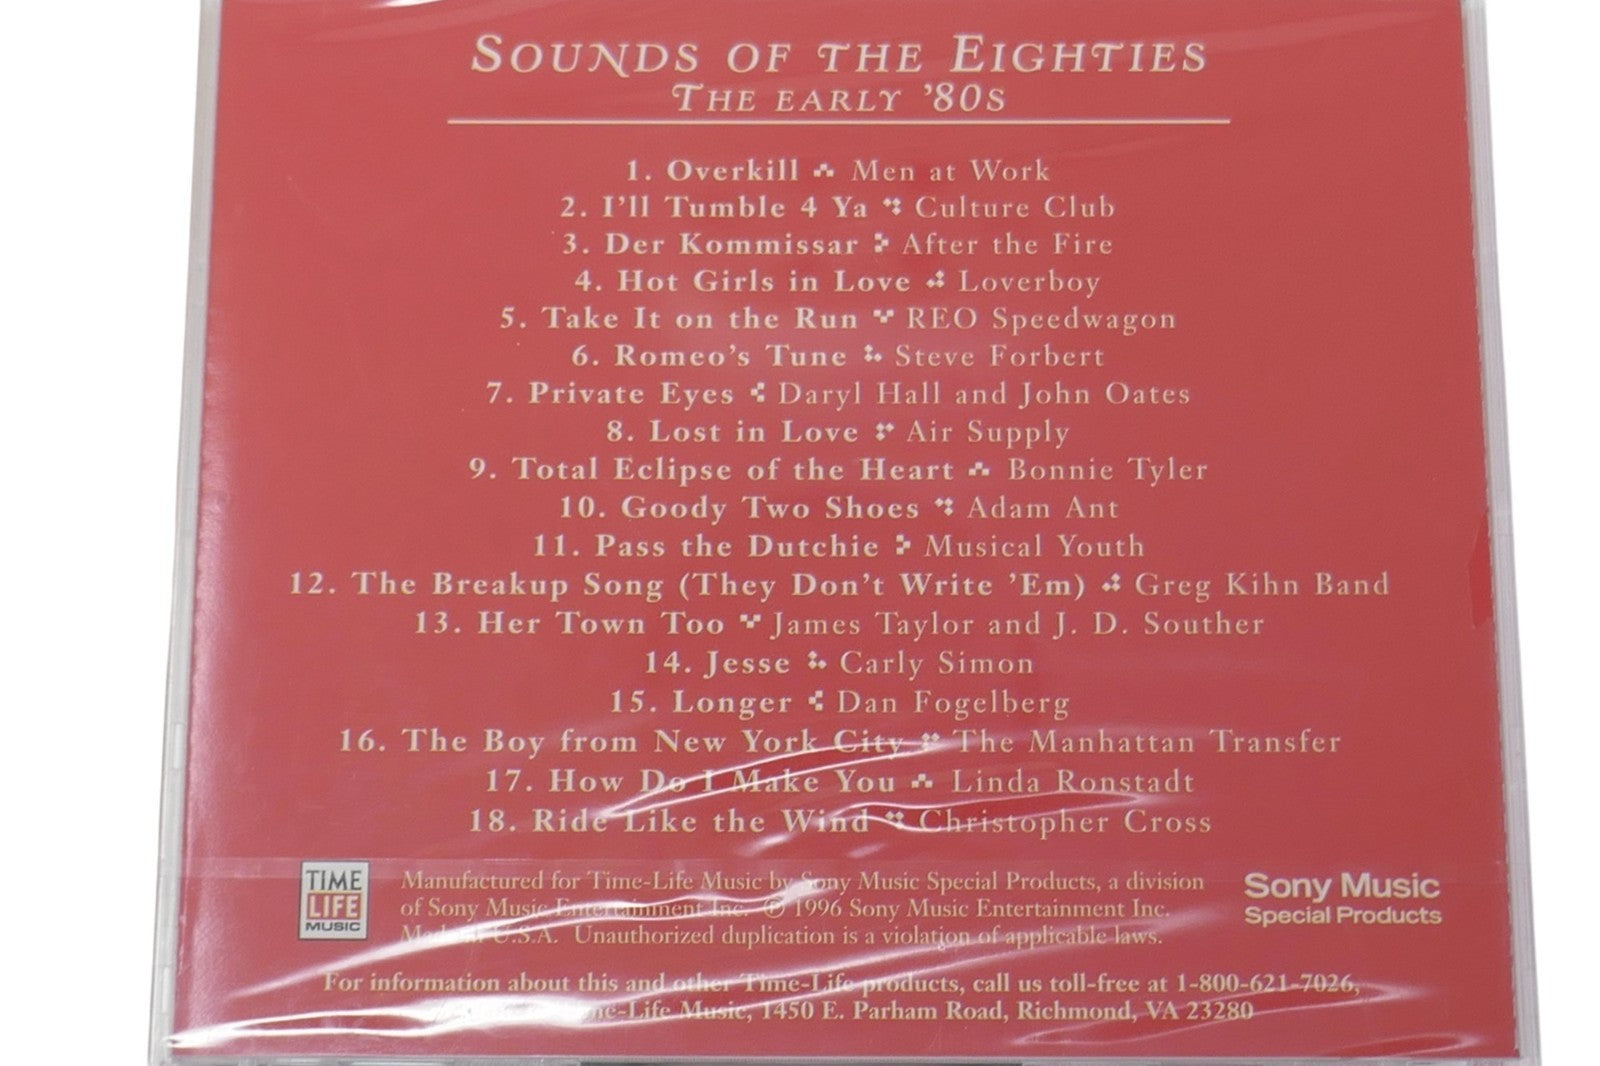 SOUNDS OF THE EIGHTIES
THE EARLY '80S
1. Overkill Men at Work
2. I'll Tumble 4 Ya Culture Club
3. Der Kommissar After the Fire
4. Hot Girls in Love Loverboy
5. Take It on the Run REO Speedwagon
6. Romeo's Tune Steve Forbert
7. Private Eyes Daryl Hall and John Oates
8. Lost in Love Air Supply
9. Total Eclipse of the Heart Bonnie Tyler
10. Goody Two Shoes Adam Ant
11. Pass the Dutchie Musical Youth
12. The Breakup Song (They Don't Write 'Em) Greg Kihn Band
13. Her Town Too James Taylor and J. D. Souther
14. Jesse Carly Simon
15. Longer Dan Fogelberg
16. The Boy from New York City The Manhattan Transfer
17. How Do I Make You Linda Ronstadt
18. Ride Like the Wind Christopher Cross
TIME
LIFE
MUSIC
Manufactured for Time-Life Music by Sony Music Special Products, a division
of Sony Music Entertainment Inc. ℗ 1996 Sony Music Entertainment Inc.
Made in U.S.A. Unauthorized duplication is a violation of applicable laws.
Sony Music
Special Products
For information about this and other Time-Life products, call us toll-free at 1-800-621-7026,
Time-Life Music, 1450 E. Parham Road, Richmond, VA 23280